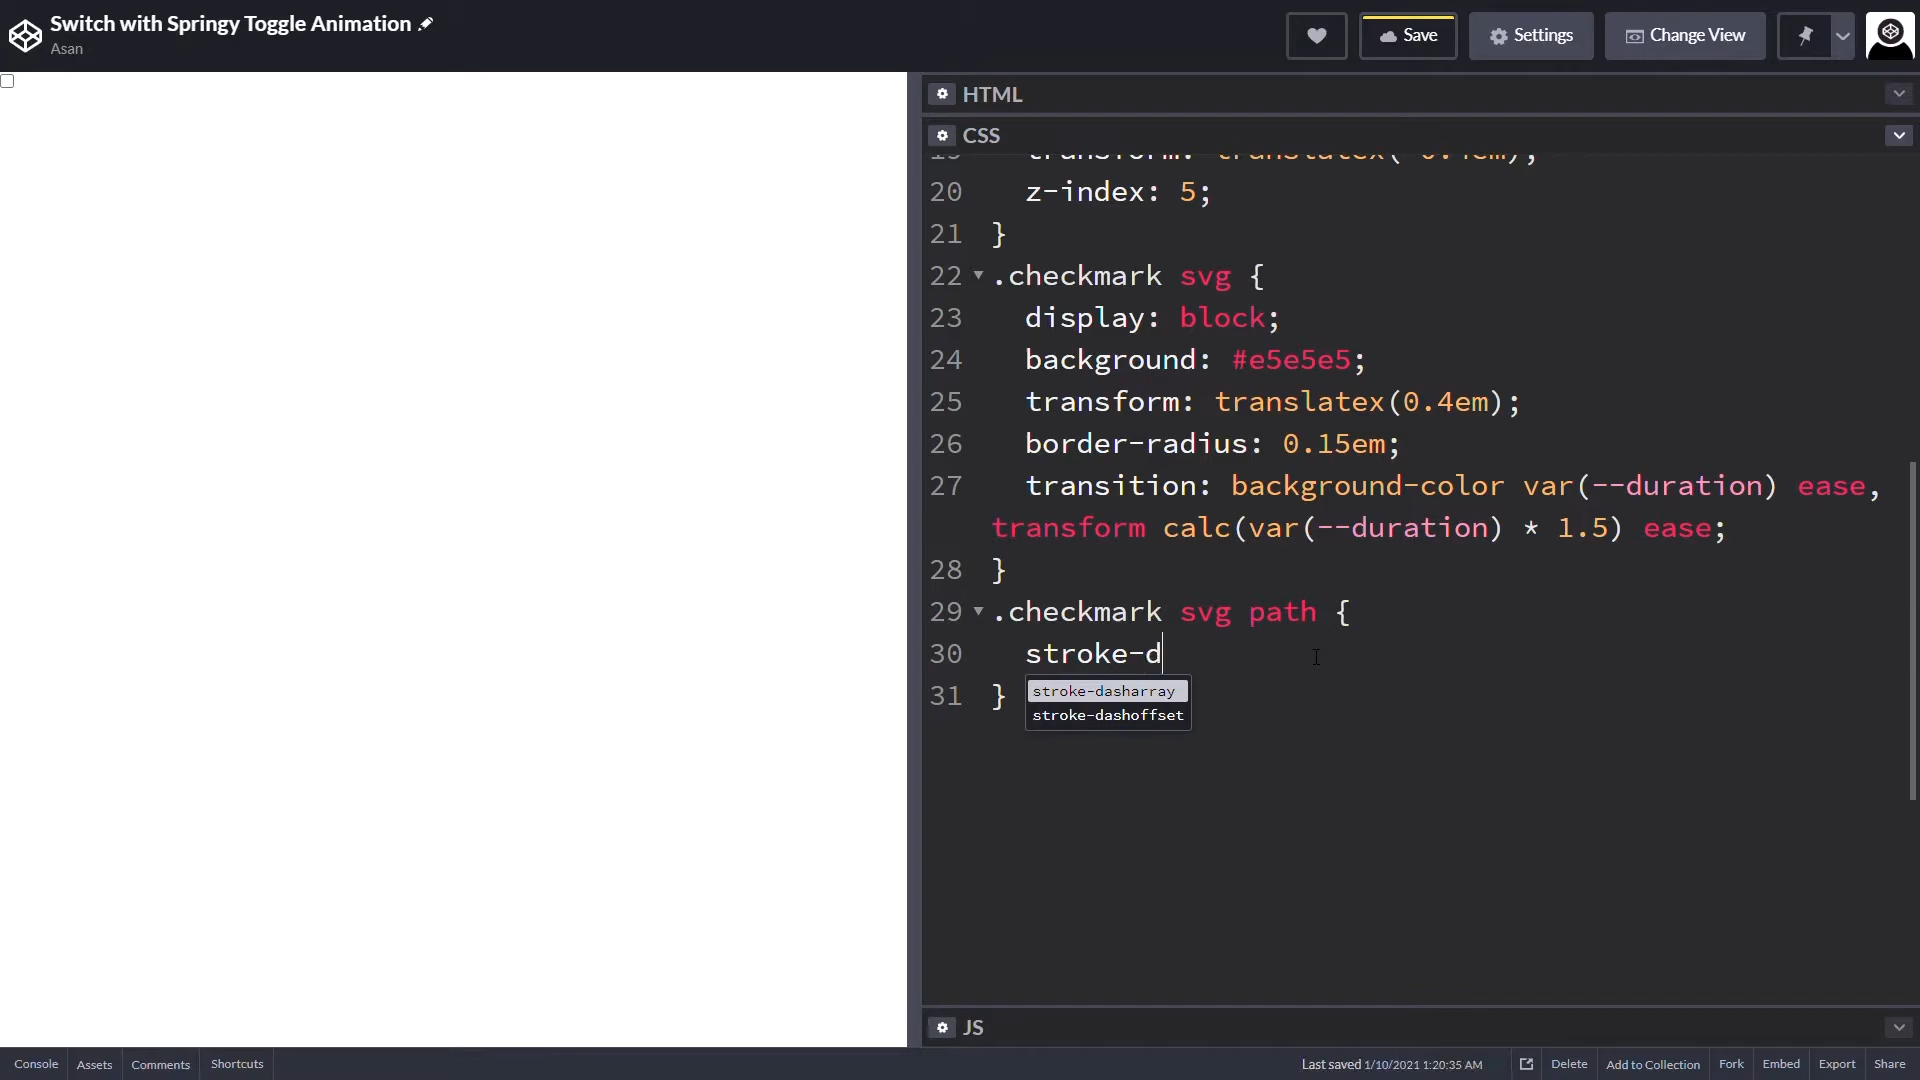 Switch with Springy Toggle Animation
Asan
Save
Settings
Change View
HTML
CSS
20 z-index: 5;
21 }
22 .checkmark svg {
23 display: block;
24 background: #e5e5e5;
25 transform: translatex(0.4em);
26 border-radius: 0.15em;
27 transition: background-color var(--duration) ease,
transform calc(var(--duration) * 1.5) ease;
28 }
29 .checkmark svg path {
30 stroke-d
stroke-dasharray
stroke-dashoffset
31 }
JS
Console Assets Comments Shortcuts Last saved 1/10/2021 1:20:35 AM Delete Add to Collection Fork Embed Export Share